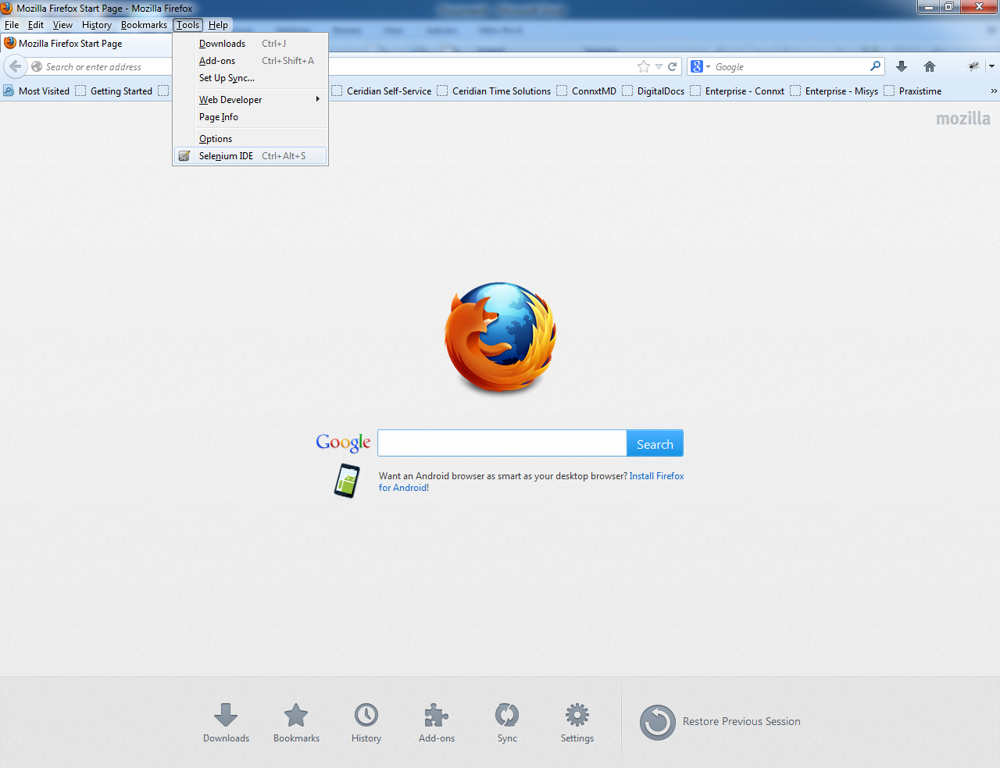 Mozilla Firefox Start Page - Mozilla Firefox
File Edit View History Bookmarks Tools Help
Mozilla Firefox Start Page
Search or enter address
Google
Most Visited Getting Started Ceridian Self-Service Ceridian Time Solutions ConnxtMD DigitalDocs Enterprise - Connxt Enterprise - Misys Praxistime »
Downloads Ctrl+J
Add-ons Ctrl+Shift+A
Set Up Sync...
Web Developer
Page Info
Options
Selenium IDE Ctrl+Alt+S
mozilla
Google Search
Want an Android browser as smart as your desktop browser? Install Firefox
for Android!
Downloads Bookmarks History Add-ons Sync Settings Restore Previous Session